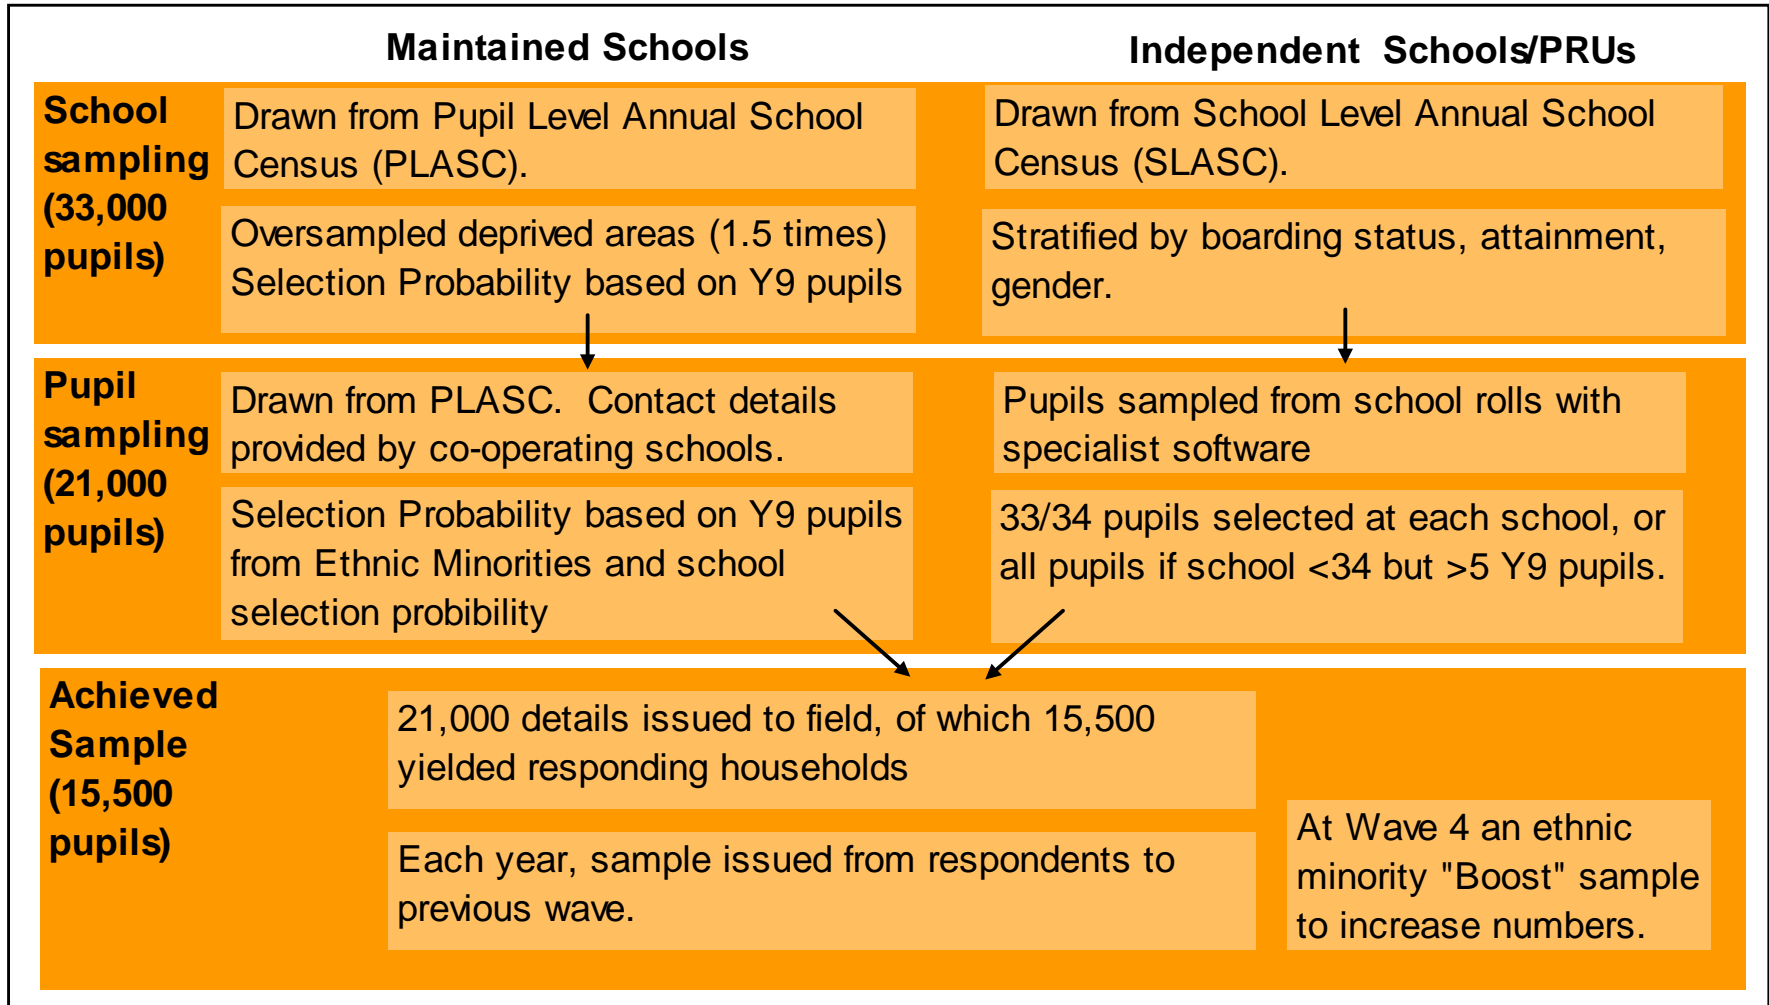 Maintained Schools
Independent Schools/PRUs
School
sampling
(33,000
pupils)
Drawn from Pupil Level Annual School
Census (PLASC).
Oversampled deprived areas (1.5 times)
Selection Probability based on Y9 pupils
Drawn from School Level Annual School
Census (SLASC).
Stratified by boarding status, attainment,
gender.
Pupil
sampling
(21,000
pupils)
Drawn from PLASC. Contact details
provided by co-operating schools.
Selection Probability based on Y9 pupils
from Ethnic Minorities and school
selection probibility
Pupils sampled from school rolls with
specialist software
33/34 pupils selected at each school, or
all pupils if school <34 but >5 Y9 pupils.
Achieved
Sample
(15,500
pupils)
21,000 details issued to field, of which 15,500
yielded responding households
Each year, sample issued from respondents to
previous wave.
At Wave 4 an ethnic
minority "Boost" sample
to increase numbers.